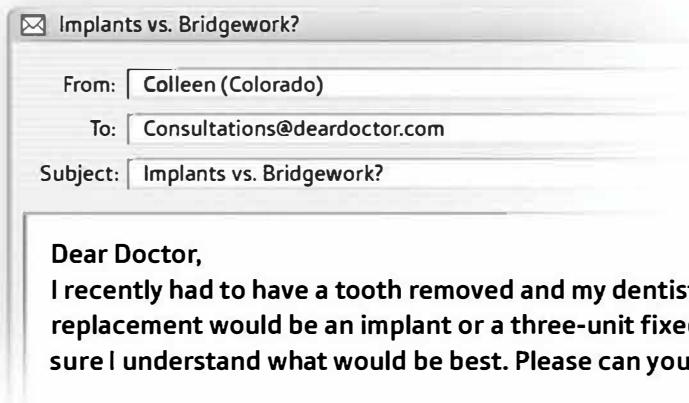 Implants vs. Bridgework?
From: Colleen (Colorado)
To: Consultations@deardoctor.com
Subject: Implants vs. Bridgework?
Dear Doctor,
I recently had to have a tooth removed and my dentist
replacement would be an implant or a three-unit fixed
sure I understand what would be best. Please can you